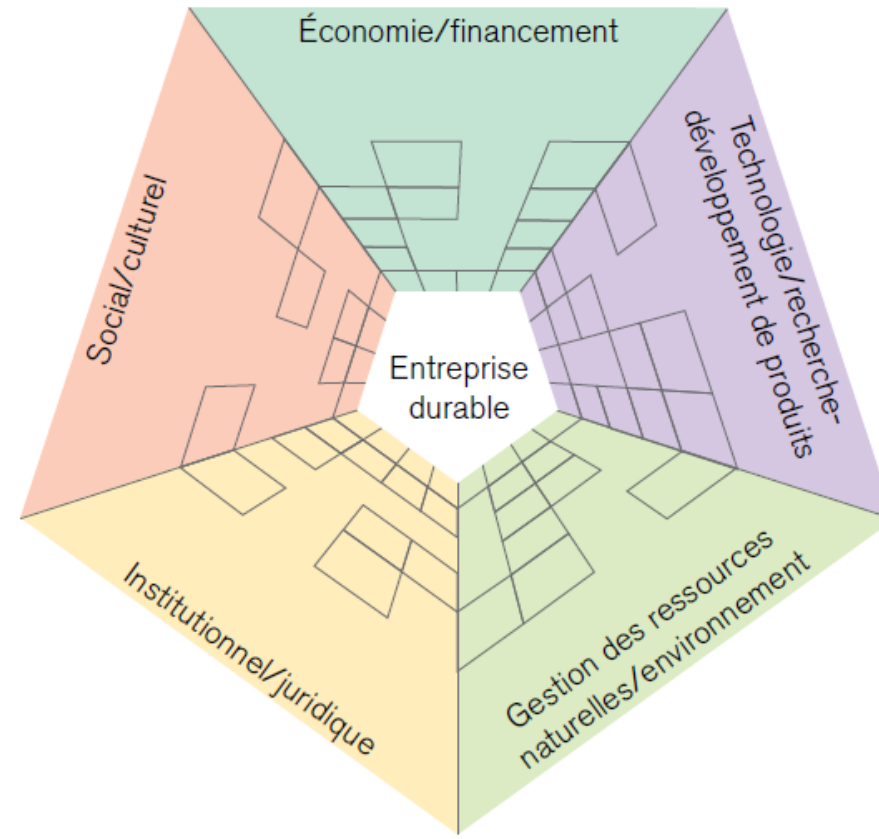 Économie/financement
Technologie/recherche-
développement de produits
Gestion des ressources
naturelles/environnement
Institutionnel/juridique
Social/culturel
Entreprise
durable